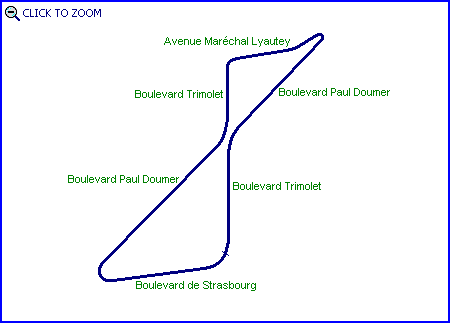 CLICK TO ZOOM
Avenue Maréchal Lyautey
Boulevard Trimolet
Boulevard Paul Doumer
Boulevard Paul Doumer
Boulevard Trimolet
Boulevard de Strasbourg